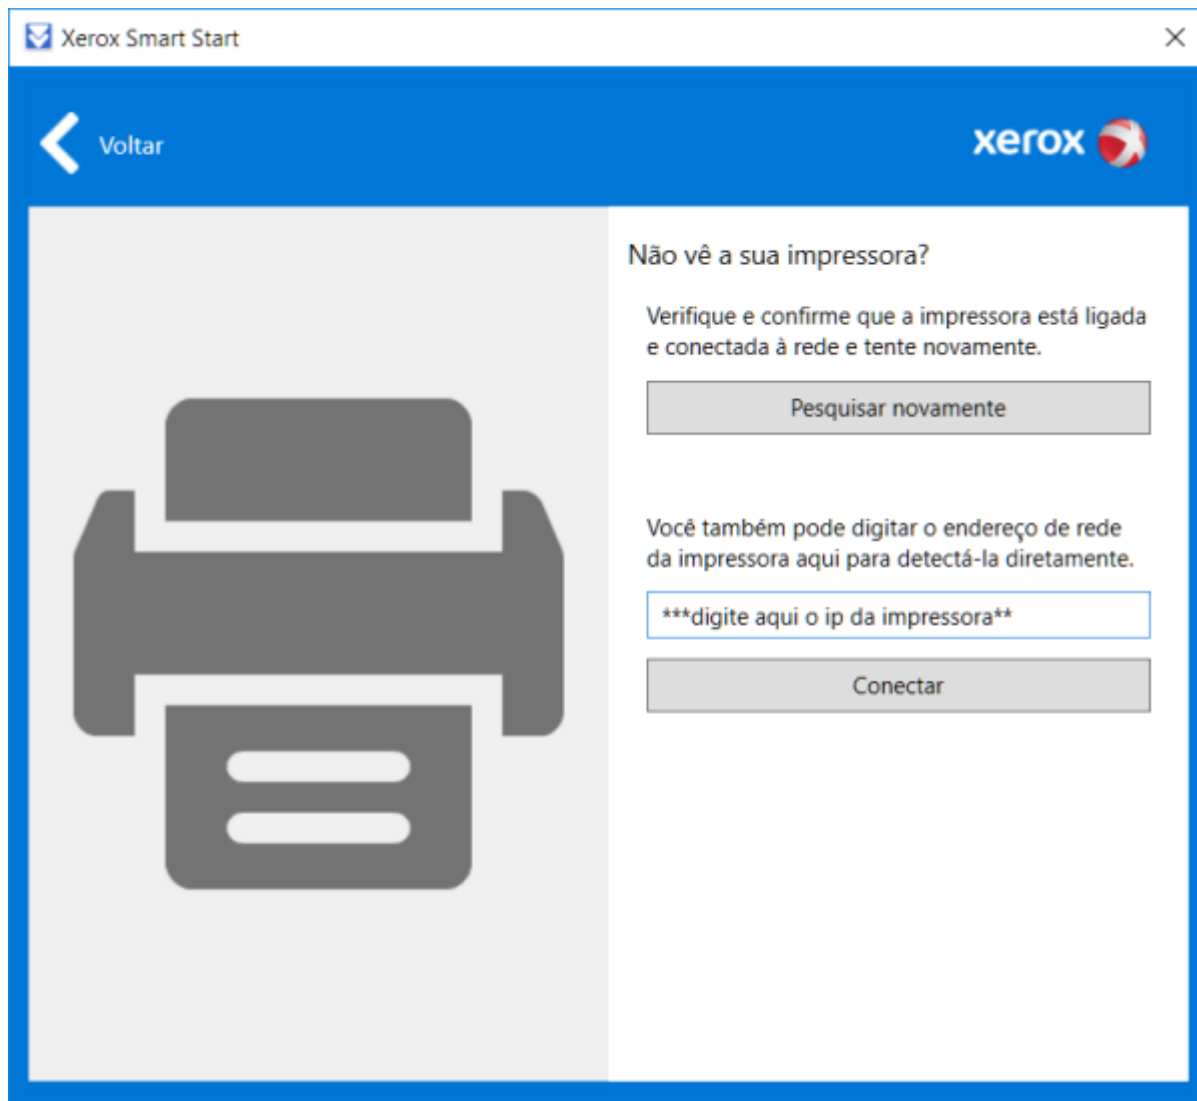 Xerox Smart Start
Voltar
xerox
Não vê a sua impressora?
Verifique e confirme que a impressora está ligada
e conectada à rede e tente novamente.
Pesquisar novamente
Você também pode digitar o endereço de rede
da impressora aqui para detectá-la diretamente.
***digite aqui o ip da impressora**
Conectar